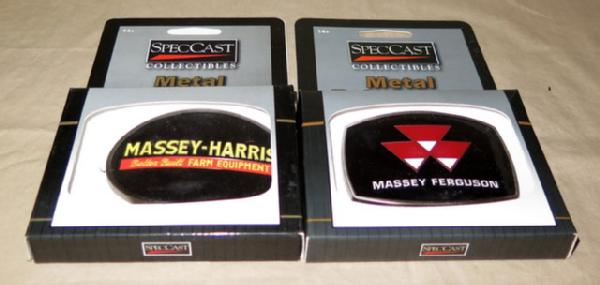 SPECCAST
COLLECTIBLES
Metal
MASSEY-HARRIS
Better Built FARM EQUIPMENT
SPECCAST
SPECCAST
COLLECTIBLES
Metal
MASSEY FERGUSON
SPECCAST